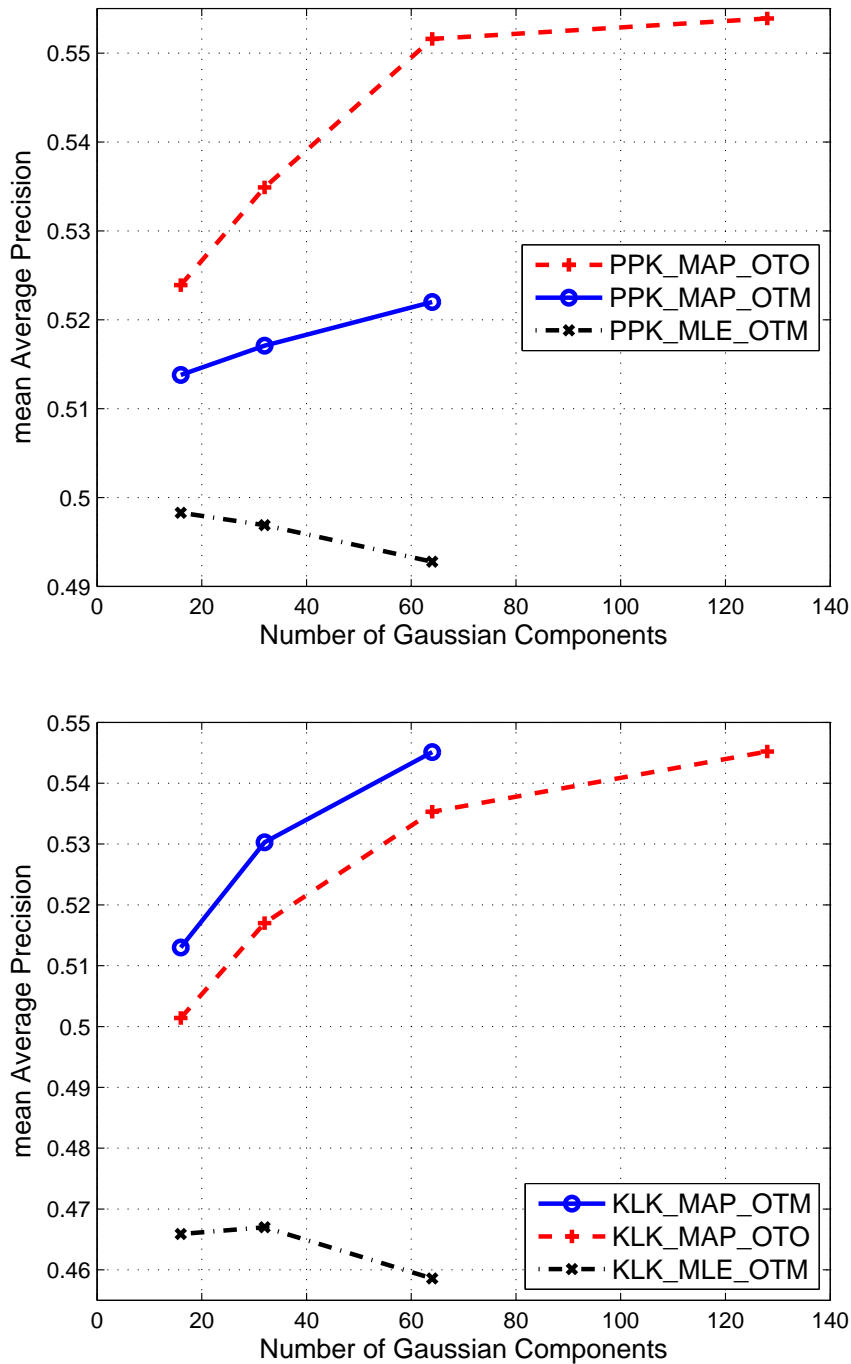 0.55
0.54
0.53
0.52
0.51
0.5
0.49
mean Average Precision
PPK_MAP_OTO
PPK_MAP_OTM
PPK_MLE_OTM
0 20 40 60 80 100 120 140
Number of Gaussian Components
0.55
0.54
0.53
0.52
0.51
0.5
0.49
0.48
0.47
0.46
mean Average Precision
KLK_MAP_OTM
KLK_MAP_OTO
KLK_MLE_OTM
0 20 40 60 80 100 120 140
Number of Gaussian Components